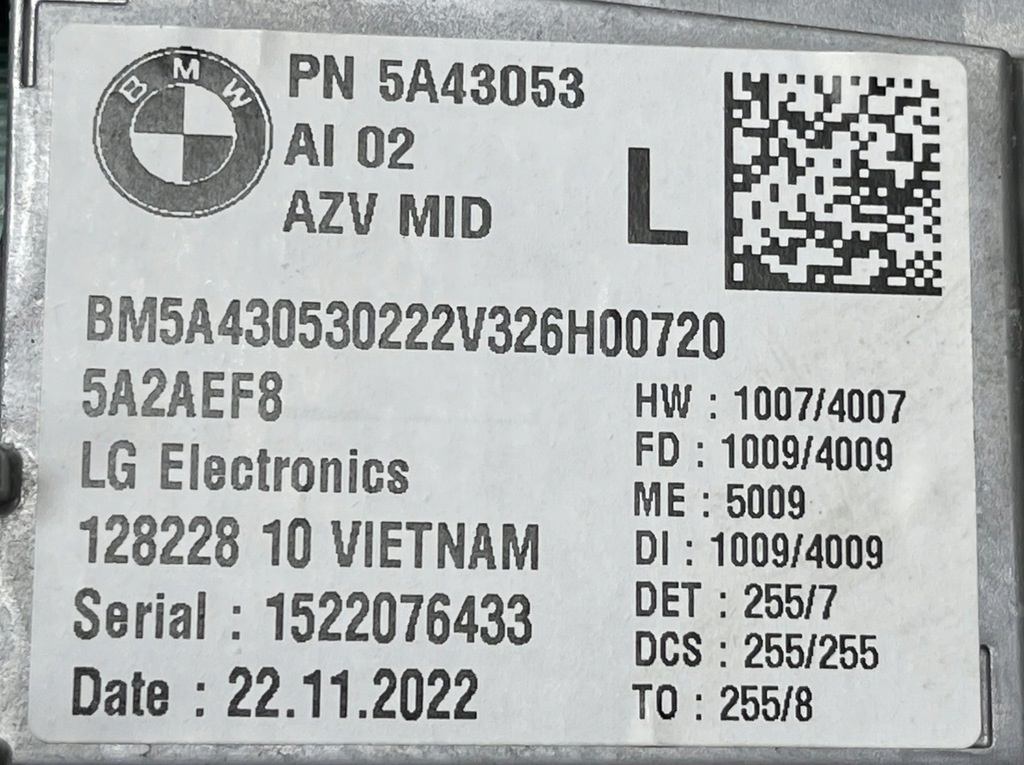 BMW
PN 5A43053
AI 02
AZV MID
L
BM5A430530222V326H00720
5A2AEF8
LG Electronics
128228 10 VIETNAM
Serial : 1522076433
Date : 22.11.2022
HW : 1007/4007
FD : 1009/4009
ME : 5009
DI : 1009/4009
DET : 255/7
DCS : 255/255
TO : 255/8